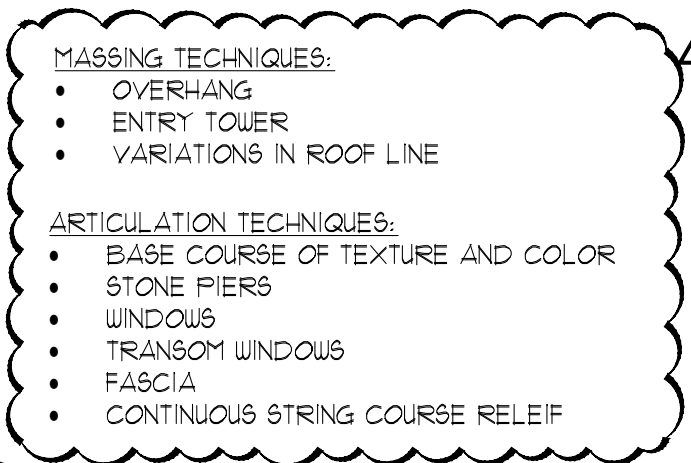 MASSING TECHNIQUES:
• OVERHANG
• ENTRY TOWER
• VARIATIONS IN ROOF LINE
ARTICULATION TECHNIQUES:
• BASE COURSE OF TEXTURE AND COLOR
• STONE PIERS
• WINDOWS
• TRANSOM WINDOWS
• FASCIA
• CONTINUOUS STRING COURSE RELEIF